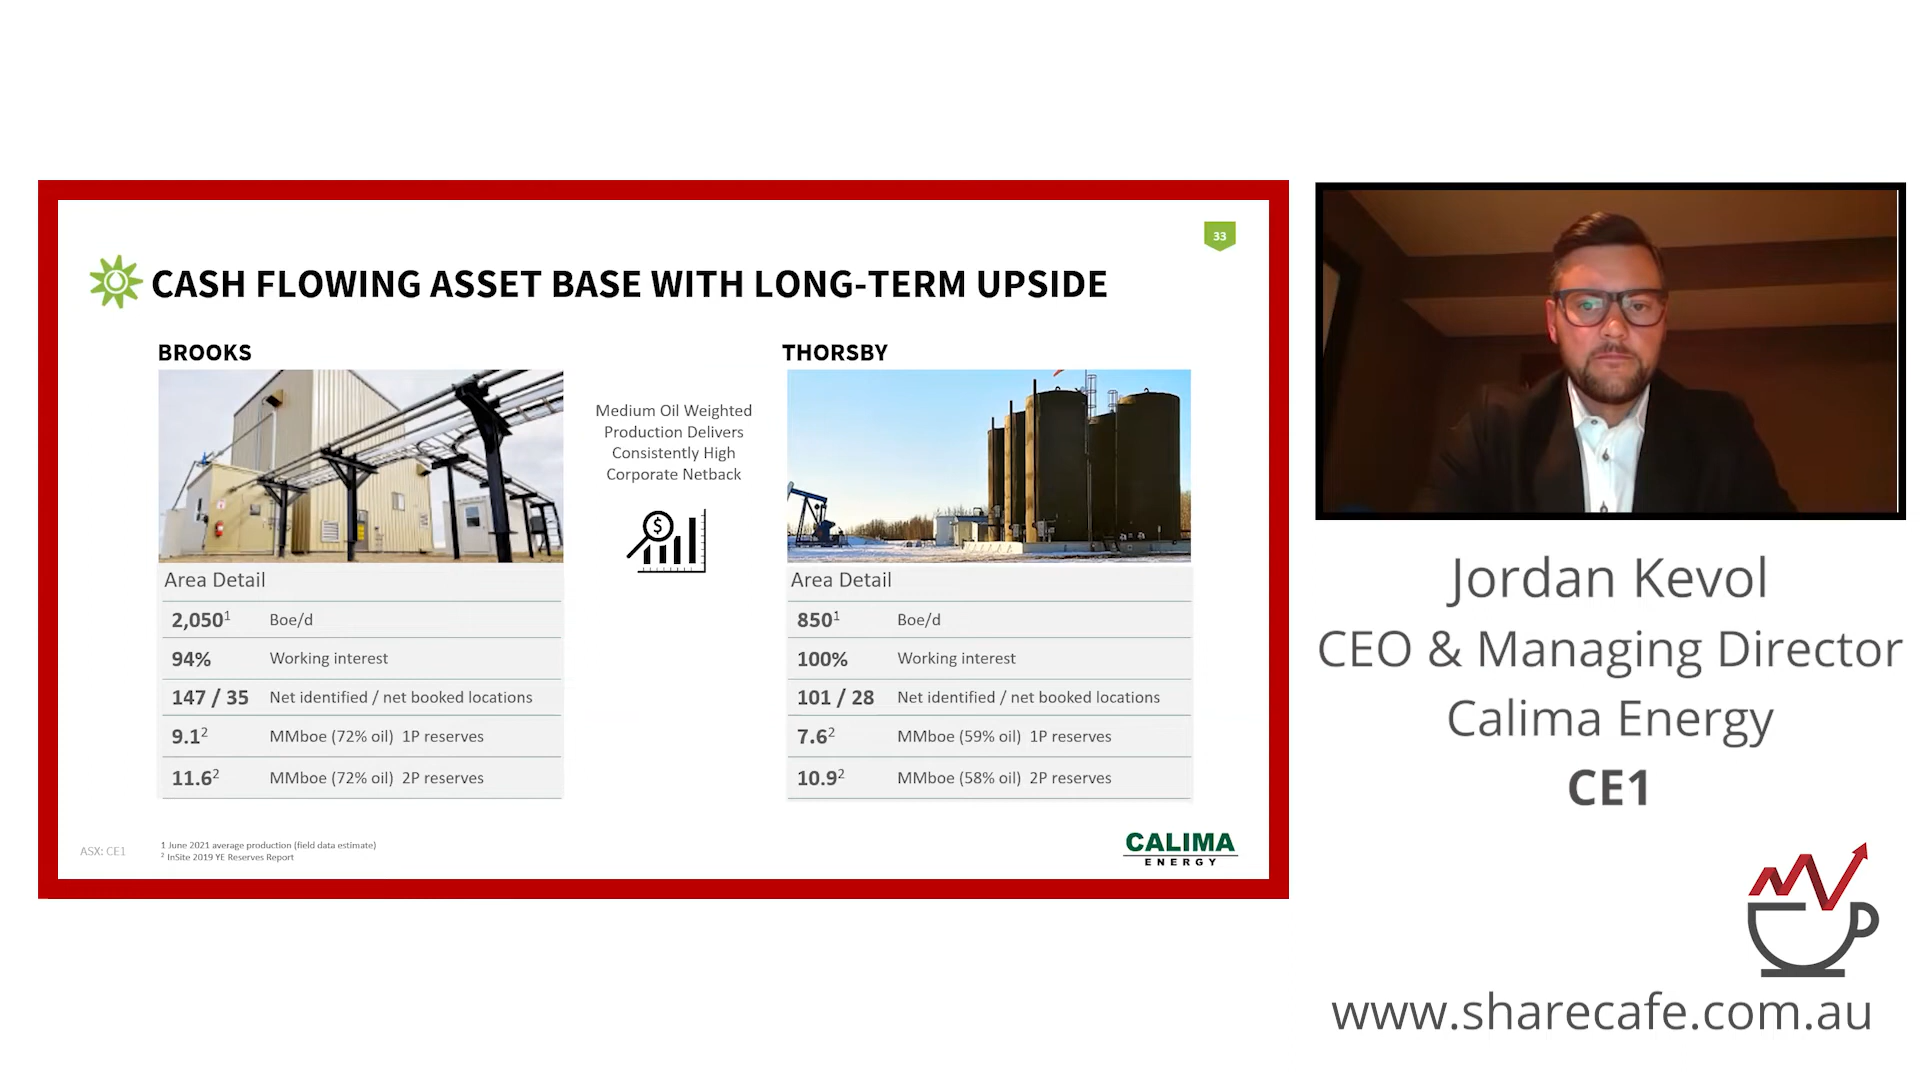 33
CASH FLOWING ASSET BASE WITH LONG-TERM UPSIDE
BROOKS
Area Detail
2,050¹ Boe/d
94% Working interest
147 / 35 Net identified / net booked locations
9.1² MMboe (72% oil) 1P reserves
11.6² MMboe (72% oil) 2P reserves
Medium Oil Weighted
Production Delivers
Consistently High
Corporate Netback
$
THORSBY
Area Detail
850¹ Boe/d
100% Working interest
101 / 28 Net identified / net booked locations
7.6² MMboe (59% oil) 1P reserves
10.9² MMboe (58% oil) 2P reserves
ASX: CE1
1 June 2021 average production (field data estimate)
² InSite 2019 YE Reserves Report
CALIMA
ENERGY
Jordan Kevol
CEO & Managing Director
Calima Energy
CE1
www.sharecafe.com.au